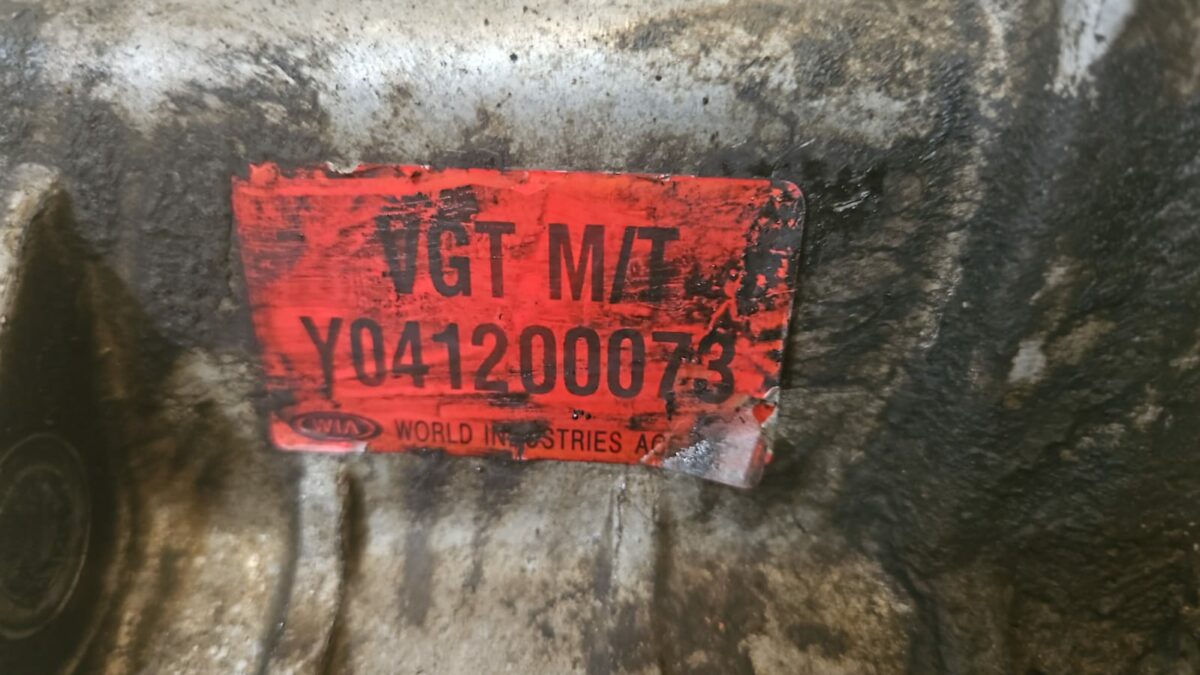 VGT M/T
Y041200073
WIA WORLD INDUSTRIES